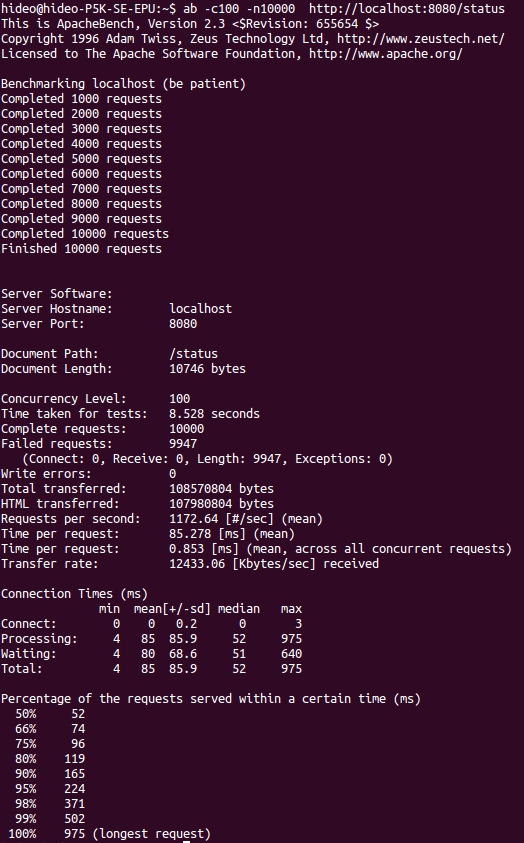 hideo@hideo-P5K-SE-EPU:~$ ab -c100 -n10000  http://localhost:8080/status
This is ApacheBench, Version 2.3 <$Revision: 655654 $>
Copyright 1996 Adam Twiss, Zeus Technology Ltd, http://www.zeustech.net/
Licensed to The Apache Software Foundation, http://www.apache.org/

Benchmarking localhost (be patient)
Completed 1000 requests
Completed 2000 requests
Completed 3000 requests
Completed 4000 requests
Completed 5000 requests
Completed 6000 requests
Completed 7000 requests
Completed 8000 requests
Completed 9000 requests
Completed 10000 requests
Finished 10000 requests


Server Software:
Server Hostname:        localhost
Server Port:            8080

Document Path:          /status
Document Length:        10746 bytes

Concurrency Level:      100
Time taken for tests:   8.528 seconds
Complete requests:      10000
Failed requests:        9947
   (Connect: 0, Receive: 0, Length: 9947, Exceptions: 0)
Write errors:           0
Total transferred:      108570804 bytes
HTML transferred:       107980804 bytes
Requests per second:    1172.64 [#/sec] (mean)
Time per request:       85.278 [ms] (mean)
Time per request:       0.853 [ms] (mean, across all concurrent requests)
Transfer rate:          12433.06 [Kbytes/sec] received

Connection Times (ms)
              min  mean[+/-sd] median   max
Connect:        0    0   0.2      0       3
Processing:     4   85  85.9     52     975
Waiting:        4   80  68.6     51     640
Total:          4   85  85.9     52     975

Percentage of the requests served within a certain time (ms)
  50%     52
  66%     74
  75%     96
  80%    119
  90%    165
  95%    224
  98%    371
  99%    502
 100%    975 (longest request)